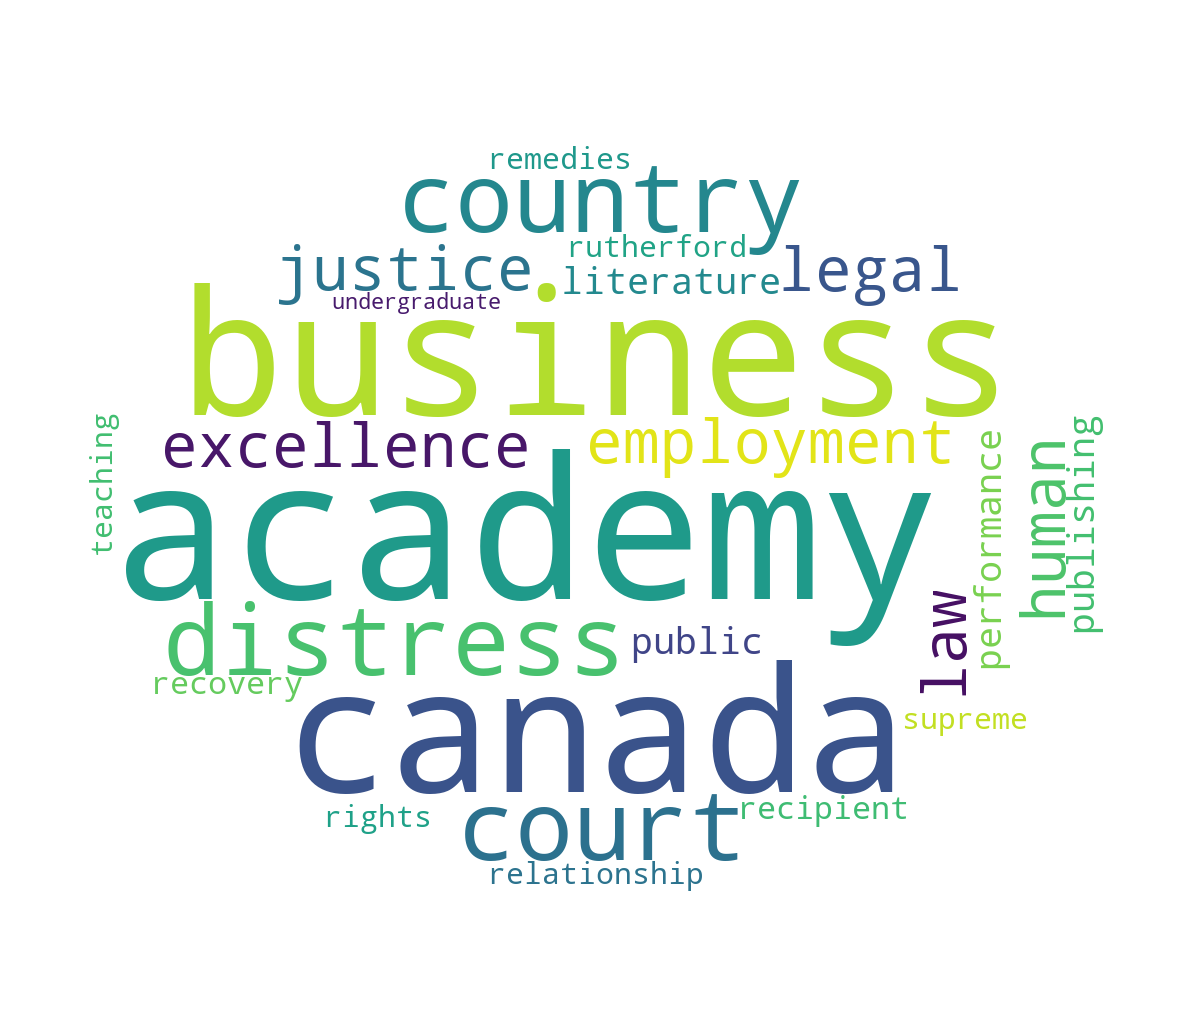 remedies
country
rutherford
justice
literature
legal
undergraduate
business
teaching
excellence
employment
academy
performance
human
publishing
law
distress
public
recovery
canada
supreme
rights
court
recipient
relationship